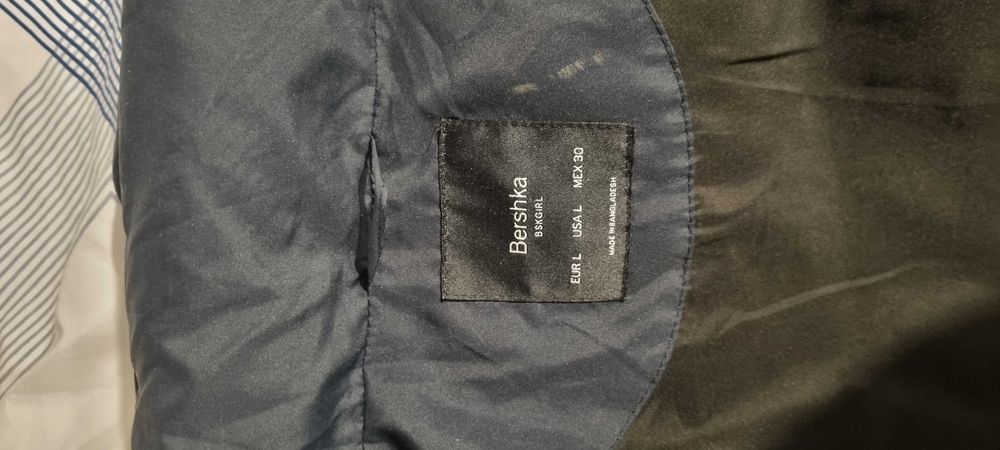 Bershka
BSKGIRL
EUR L USA L MEX 30
MADE IN BANGLADESH